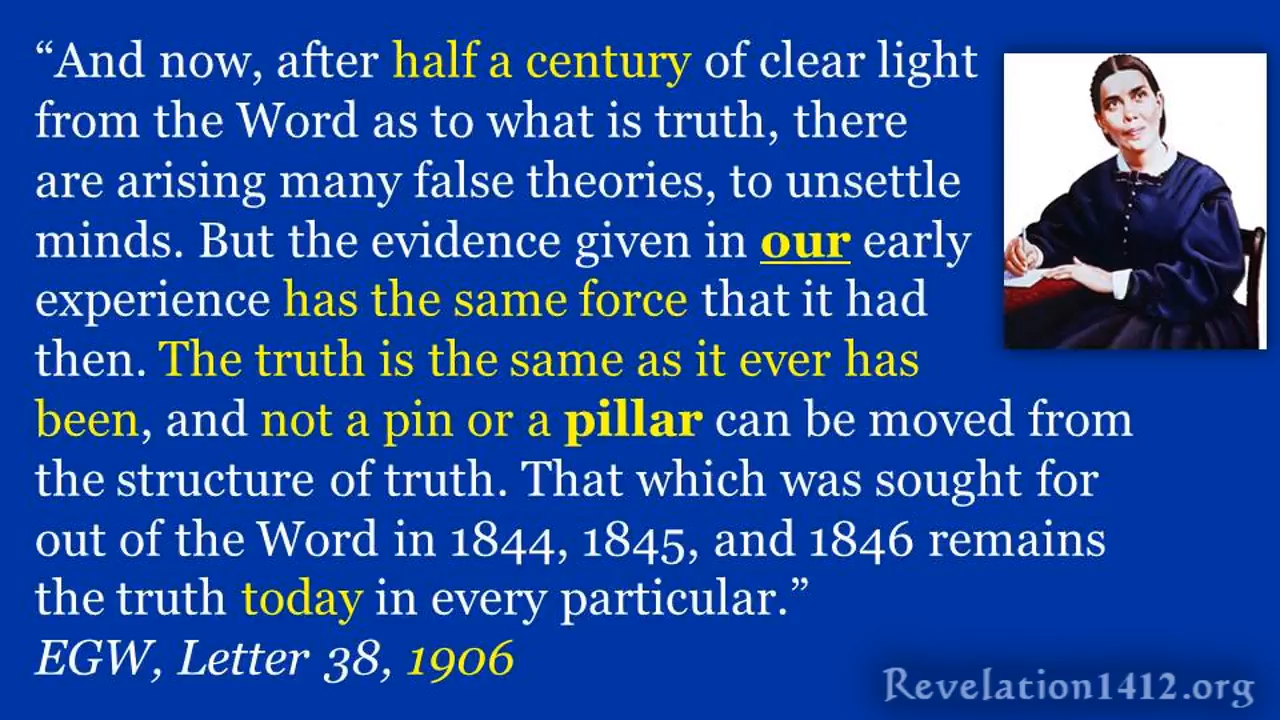 “And now, after half a century of clear light
from the Word as to what is truth, there
are arising many false theories, to unsettle
minds. But the evidence given in our early
experience has the same force that it had
then. The truth is the same as it ever has
been, and not a pin or a pillar can be moved from
the structure of truth. That which was sought for
out of the Word in 1844, 1845, and 1846 remains
the truth today in every particular.”
EGW, Letter 38, 1906
Revelation1412.org